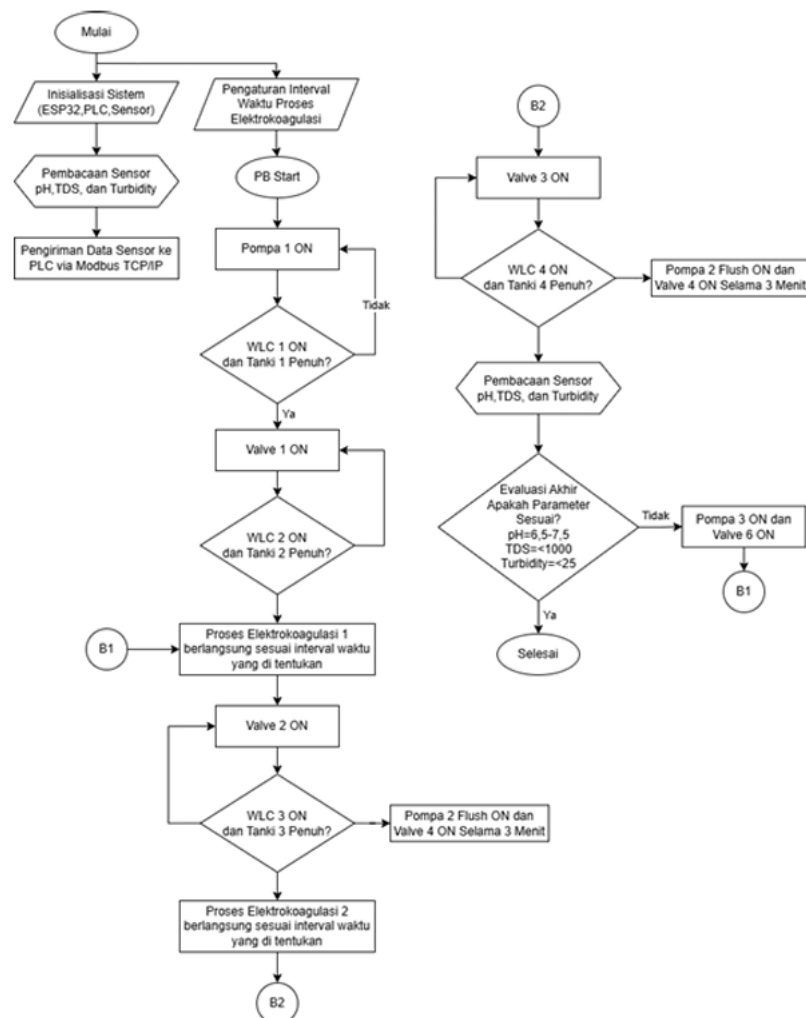 Mulai
Inisialisasi Sistem
(ESP32,PLC,Sensor)
Pembacaan Sensor
pH,TDS, dan Turbidity
Pengiriman Data Sensor ke
PLC via Modbus TCP/IP
Pengaturan Interval
Waktu Proses
Elektrokoagulasi
PB Start
Pompa 1 ON
Tidak
WLC 1 ON
dan Tanki 1 Penuh?
Ya
Valve 1 ON
WLC 2 ON
dan Tanki 2 Penuh?
B1
Proses Elektrokoagulasi 1
berlangsung sesuai interval waktu
yang di tentukan
Valve 2 ON
WLC 3 ON
dan Tanki 3 Penuh?
Pompa 2 Flush ON dan
Valve 4 ON Selama 3 Menit
Proses Elektrokoagulasi 2
berlangsung sesuai interval waktu
yang di tentukan
B2
B2
Valve 3 ON
WLC 4 ON
dan Tanki 4 Penuh?
Pompa 2 Flush ON dan
Valve 4 ON Selama 3 Menit
Pembacaan Sensor
pH,TDS, dan Turbidity
Evaluasi Akhir
Apakah Parameter
Sesuai?
pH=6,5-7,5
TDS=<1000
Turbidity=<25
Tidak
Pompa 3 ON dan
Valve 6 ON
B1
Ya
Selesai